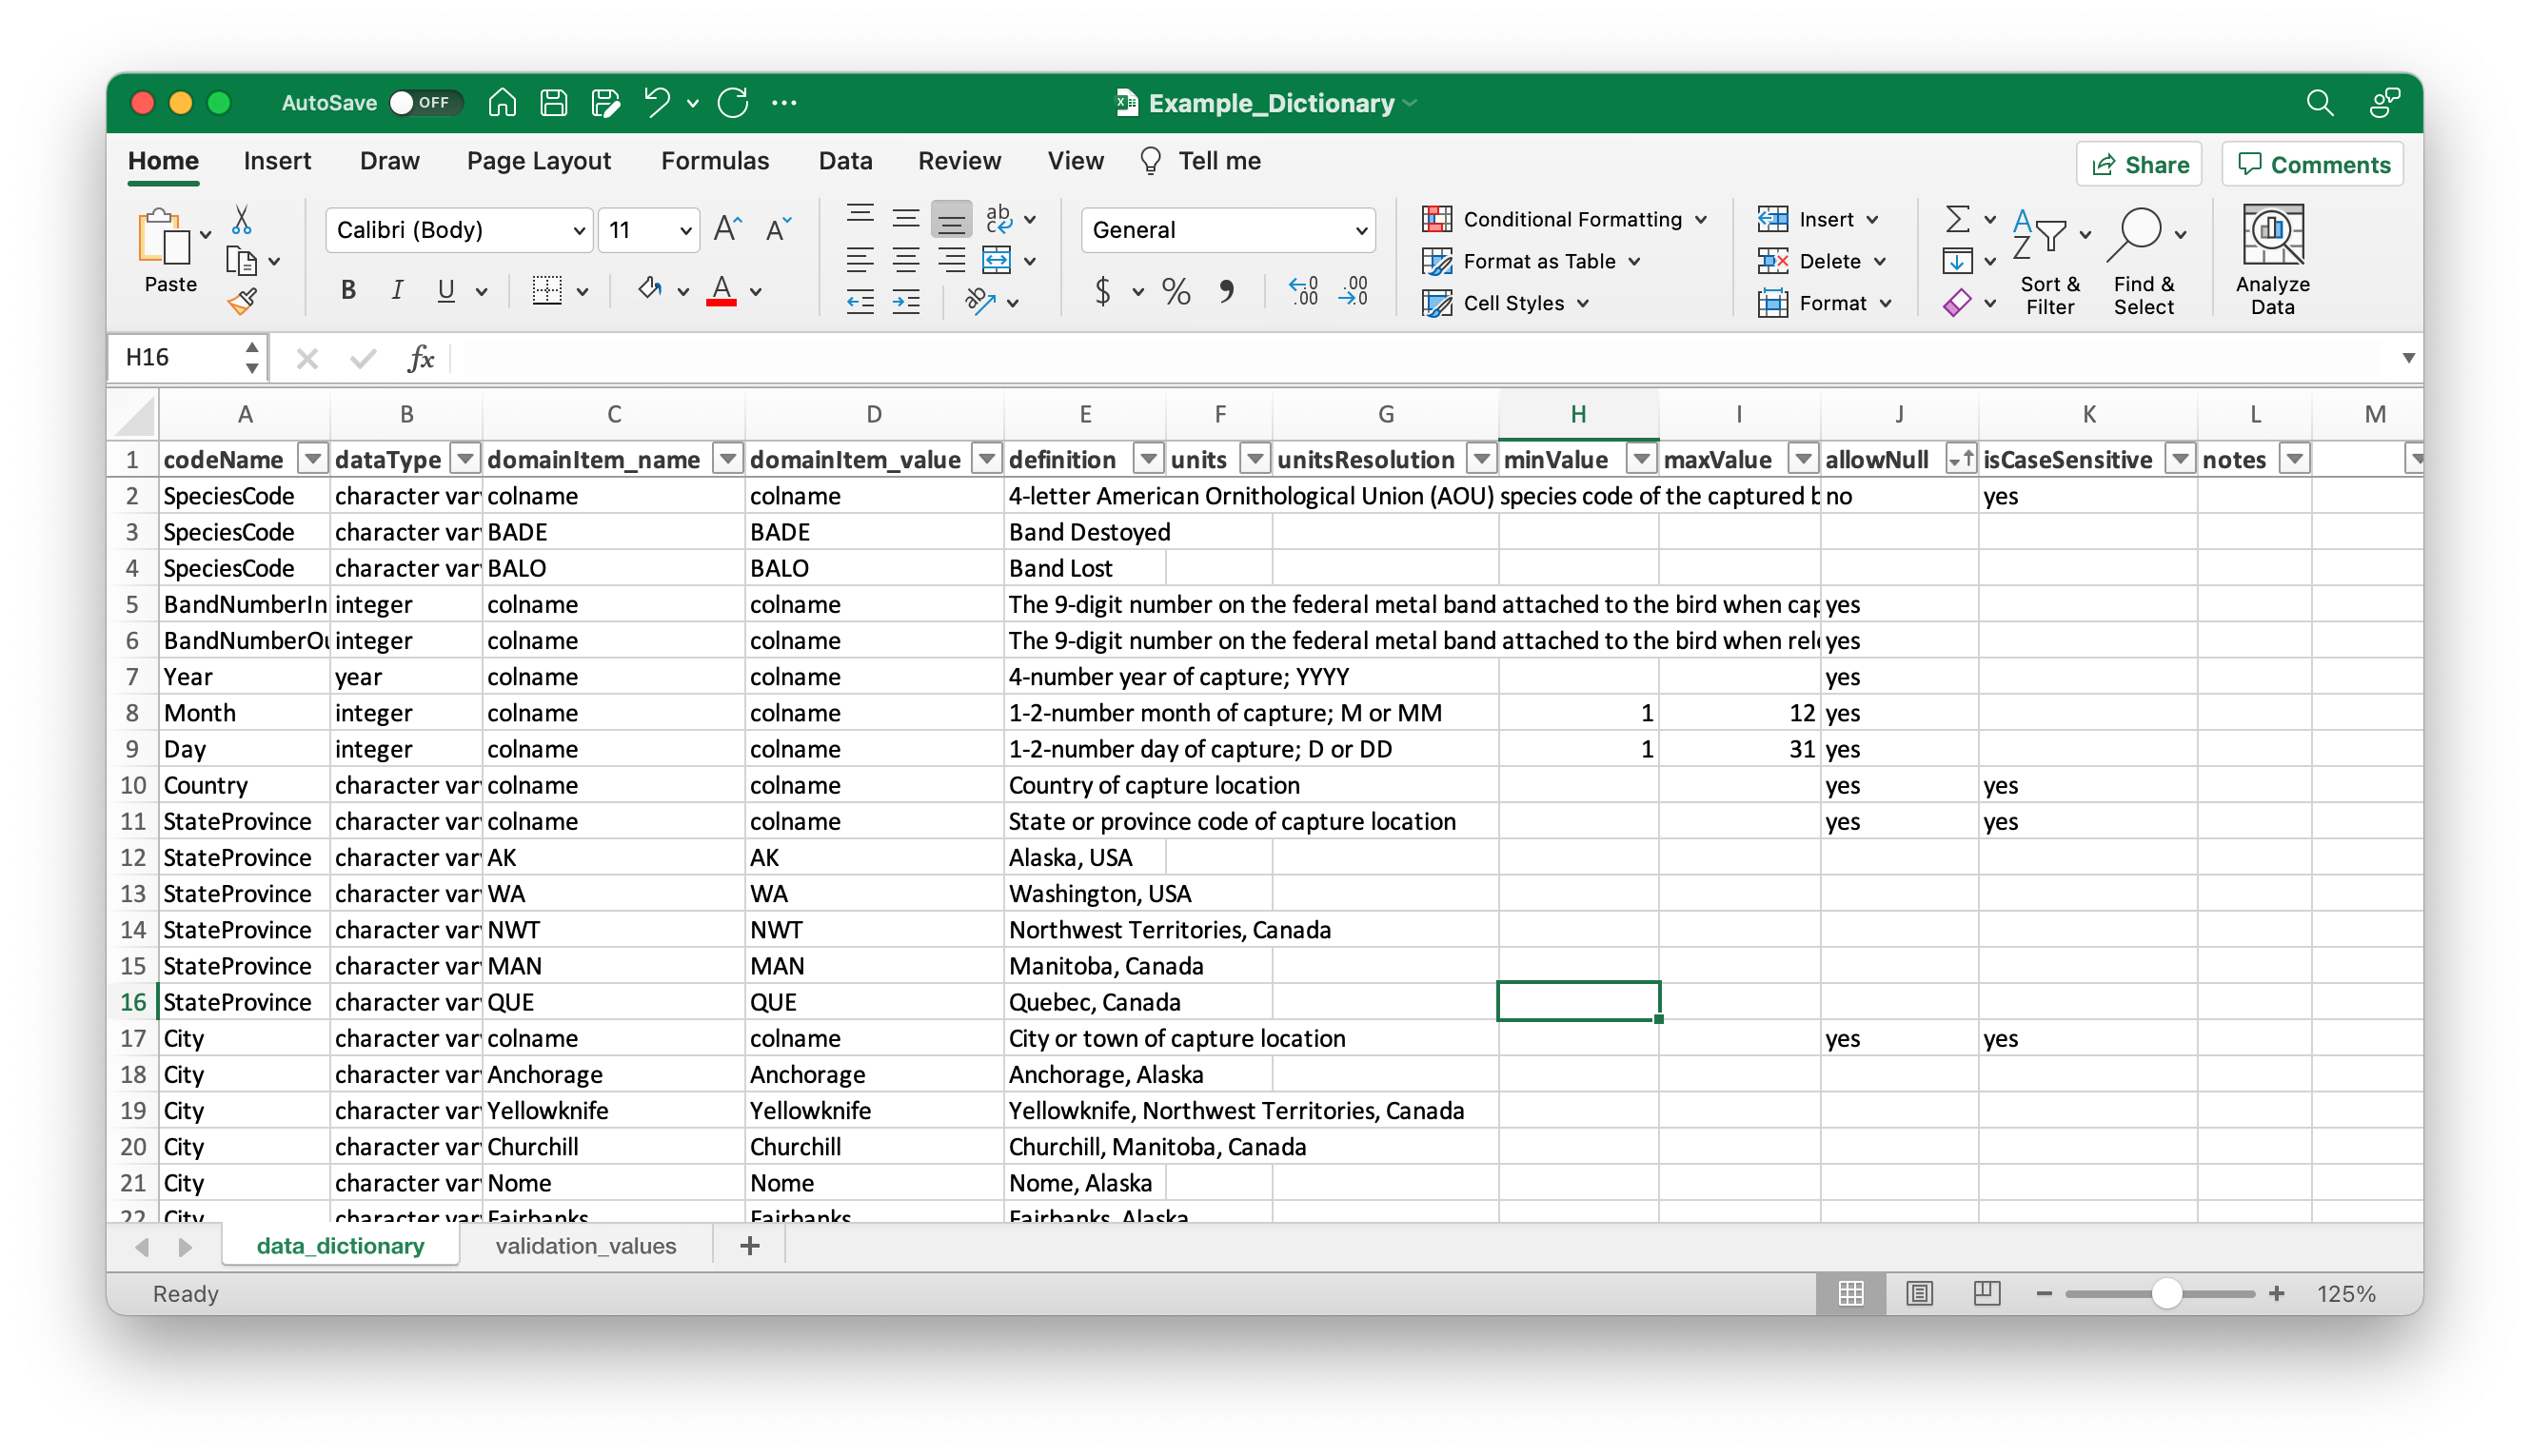 AutoSave OFF Example_Dictionary
Home Insert Draw Page Layout Formulas Data Review View Tell me Share Comments
Paste Calibri (Body) 11 General Conditional Formatting Format as Table Cell Styles Insert Delete Format Sort & Filter Find & Select Analyze Data
H16 fx
A B C D E F G H I J K L M
1 codeName dataType domainItem_name domainItem_value definition units unitsResolution minValue maxValue allowNull isCaseSensitive notes
2 SpeciesCode character var colname colname 4-letter American Ornithological Union (AOU) species code of the captured b no yes
3 SpeciesCode character var BADE BADE Band Destoyed
4 SpeciesCode character var BALO BALO Band Lost
5 BandNumberIn integer colname colname The 9-digit number on the federal metal band attached to the bird when cap yes
6 BandNumberOu integer colname colname The 9-digit number on the federal metal band attached to the bird when rel yes
7 Year year colname colname 4-number year of capture; YYYY yes
8 Month integer colname colname 1-2-number month of capture; M or MM 1 12 yes
9 Day integer colname colname 1-2-number day of capture; D or DD 1 31 yes
10 Country character var colname colname Country of capture location yes yes
11 StateProvince character var colname colname State or province code of capture location yes yes
12 StateProvince character var AK AK Alaska, USA
13 StateProvince character var WA WA Washington, USA
14 StateProvince character var NWT NWT Northwest Territories, Canada
15 StateProvince character var MAN MAN Manitoba, Canada
16 StateProvince character var QUE QUE Quebec, Canada
17 City character var colname colname City or town of capture location yes yes
18 City character var Anchorage Anchorage Anchorage, Alaska
19 City character var Yellowknife Yellowknife Yellowknife, Northwest Territories, Canada
20 City character var Churchill Churchill Churchill, Manitoba, Canada
21 City character var Nome Nome Nome, Alaska
22 City character var Fairbanks Fairbanks Fairbanks, Alaska
data_dictionary validation_values +
Ready 125%